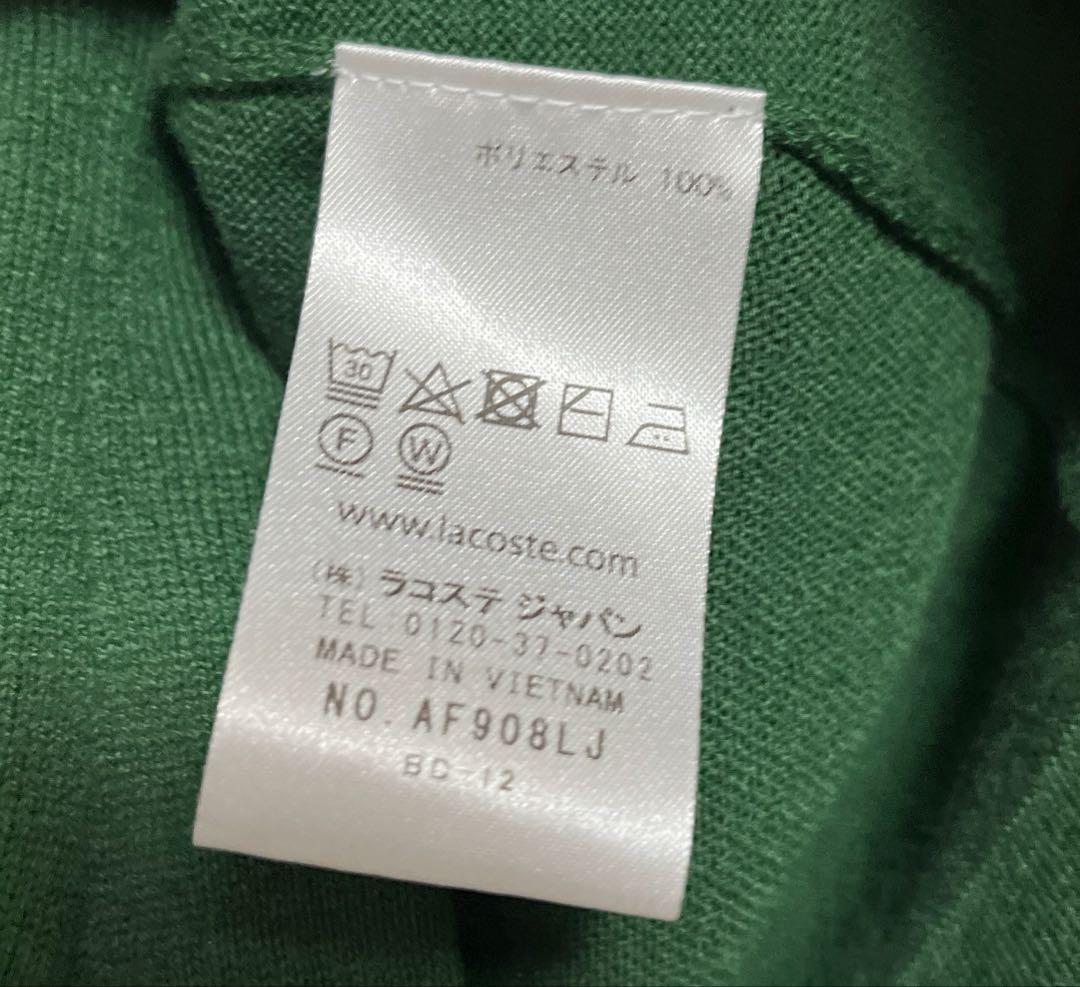 ポリエステル 100%
30
F W
www.lacoste.com
(株) ラコステ ジャパン
TEL 0120-37-0202
MADE IN VIETNAM
NO. AF908LJ
BC-12